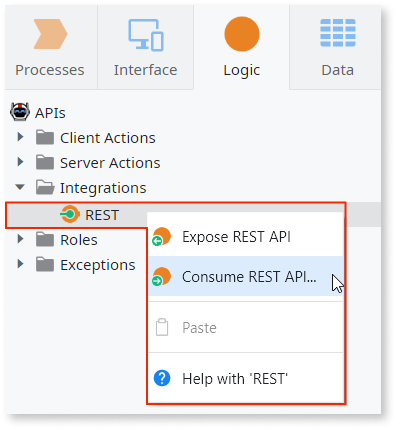 Processes
Interface
Logic
Data
APIs
Client Actions
Server Actions
Integrations
REST
Expose REST API
Roles
Exceptions
Consume REST API...
Paste
Help with 'REST'